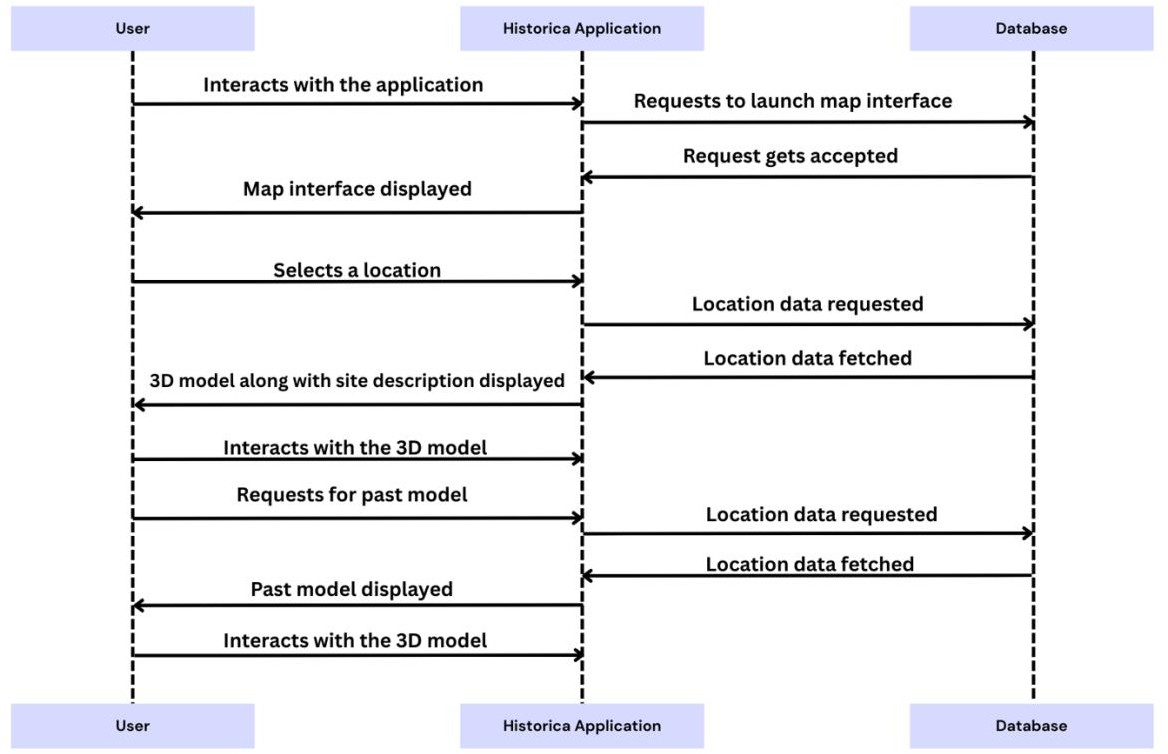 User
Historica Application
Database
Interacts with the application
Requests to launch map interface
Request gets accepted
Map interface displayed
Selects a location
Location data requested
Location data fetched
3D model along with site description displayed
Interacts with the 3D model
Requests for past model
Location data requested
Location data fetched
Past model displayed
Interacts with the 3D model
User
Historica Application
Database